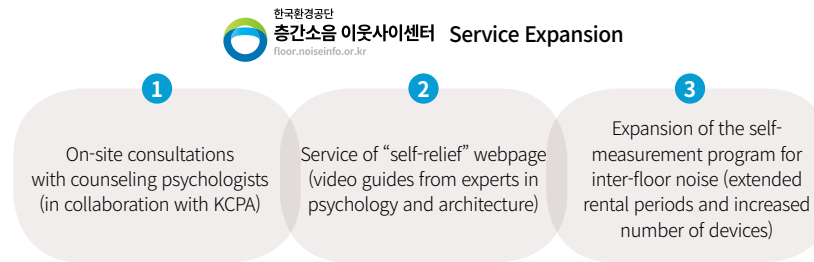 한국환경공단
층간소음 이웃사이센터 Service Expansion
floor.noiseinfo.or.kr
1
On-site consultations
with counseling psychologists
(in collaboration with KCPA)
2
Service of “self-relief” webpage
(video guides from experts in
psychology and architecture)
3
Expansion of the self-
measurement program for
inter-floor noise (extended
rental periods and increased
number of devices)